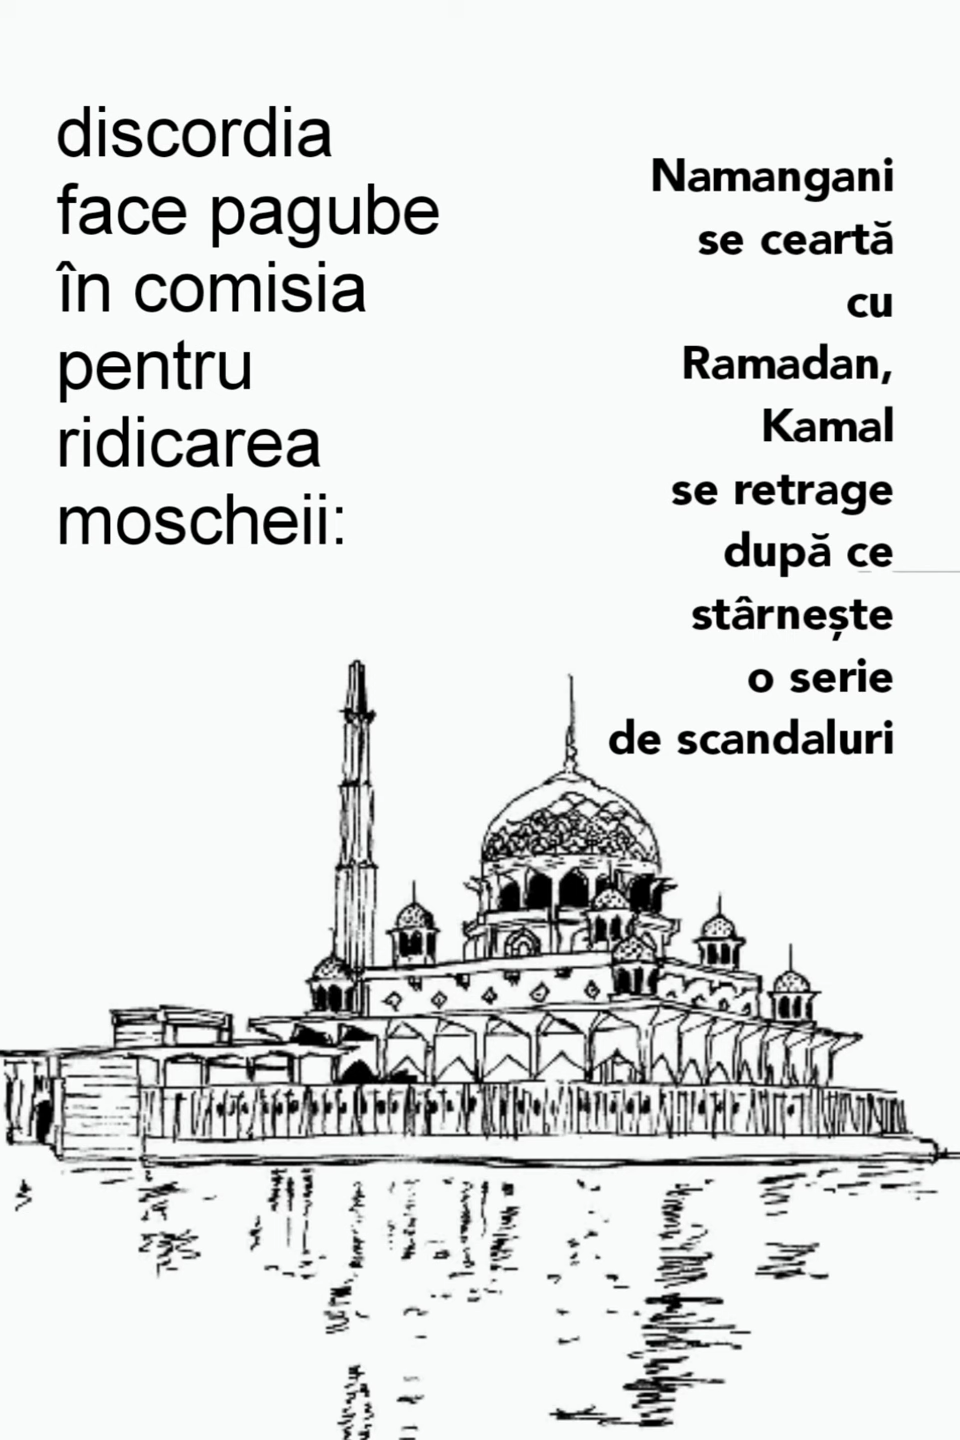 discordia
face pagube
în comisia
pentru
ridicarea
moscheii:
Namangani
se ceartă
cu
Ramadan,
Kamal
se retrage
după ce
stârnește
o serie
de scandaluri